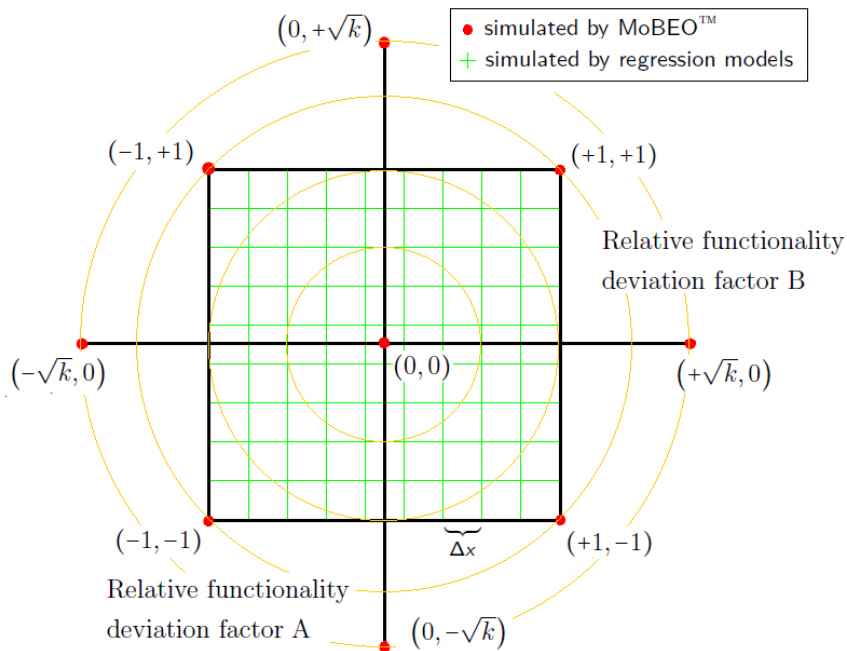 (0, +√k)
simulated by MoBEO™
simulated by regression models
(−1, +1)
(+1, +1)
Relative functionality
deviation factor B
(0, 0)
(−√k, 0)
(+√k, 0)
(−1, −1)
Δx
(+1, −1)
Relative functionality
deviation factor A
(0, −√k)